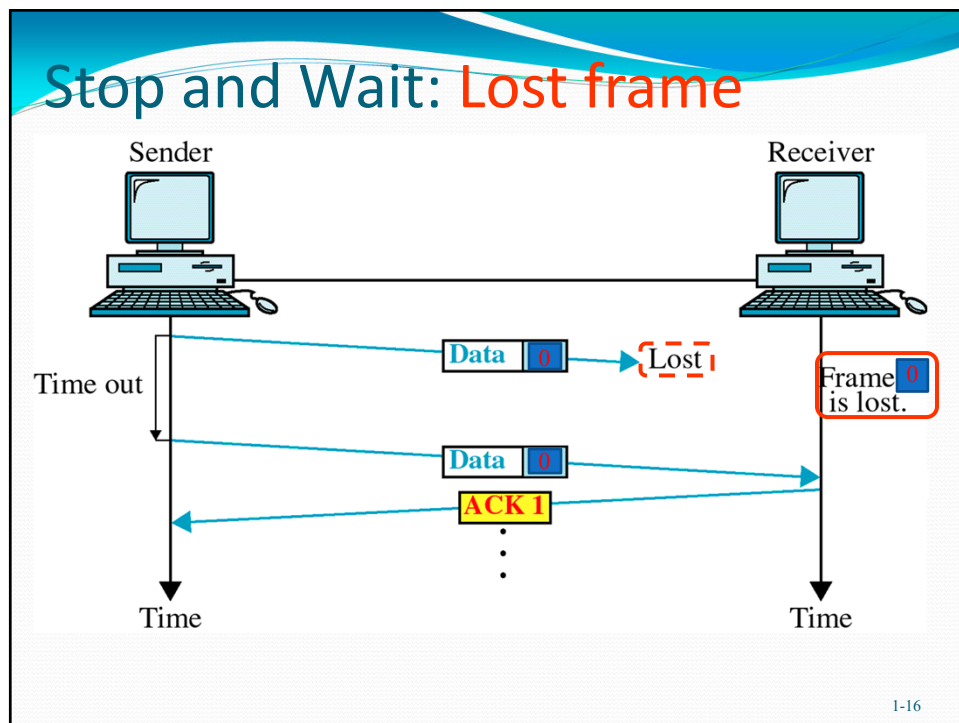 Stop and Wait: Lost frame
Sender
Receiver
Data 0
Lost
Time out
Frame 0
is lost.
Data 0
ACK 1
Time
Time
1-16